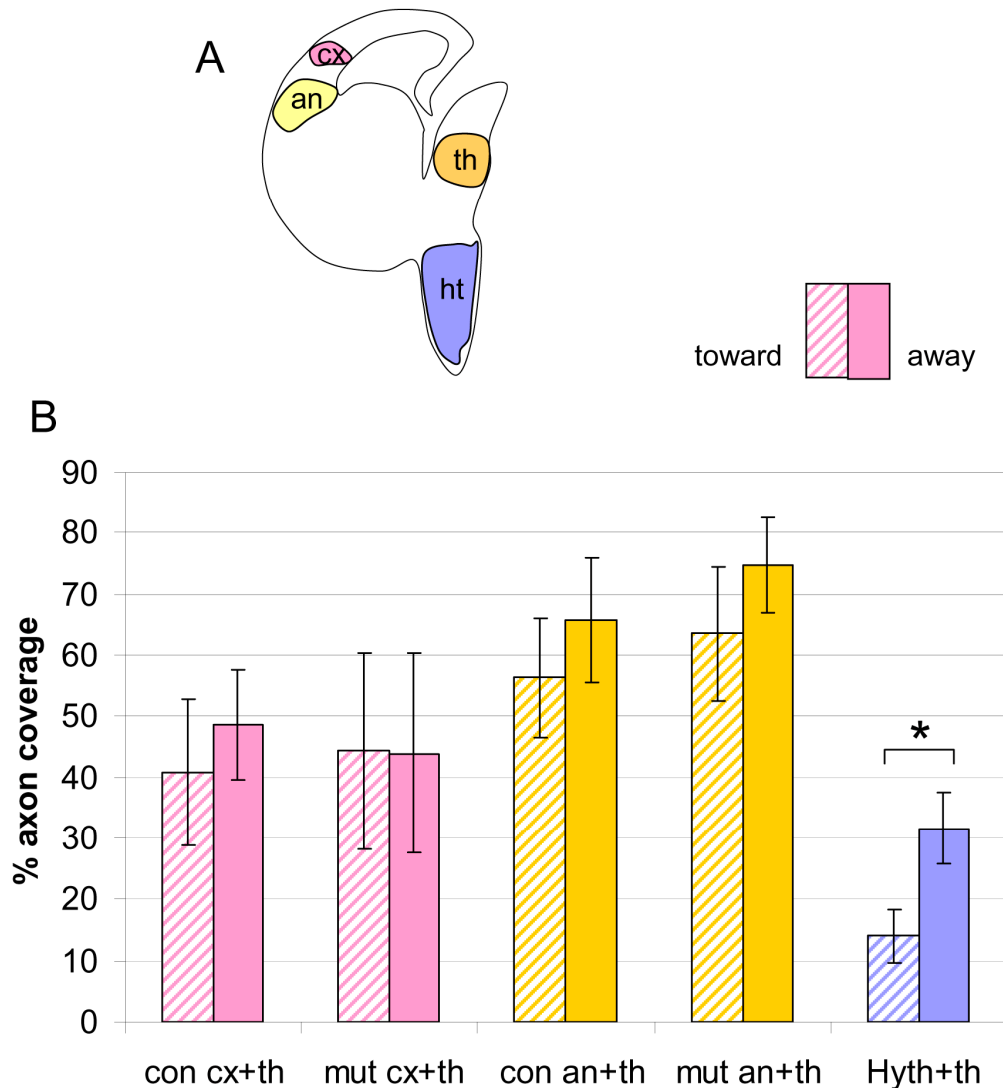 A
cx
an
th
ht
toward away
B
% axon coverage
90
80
70
60
50
40
30
20
10
0
*
con cx+th mut cx+th con an+th mut an+th Hyth+th